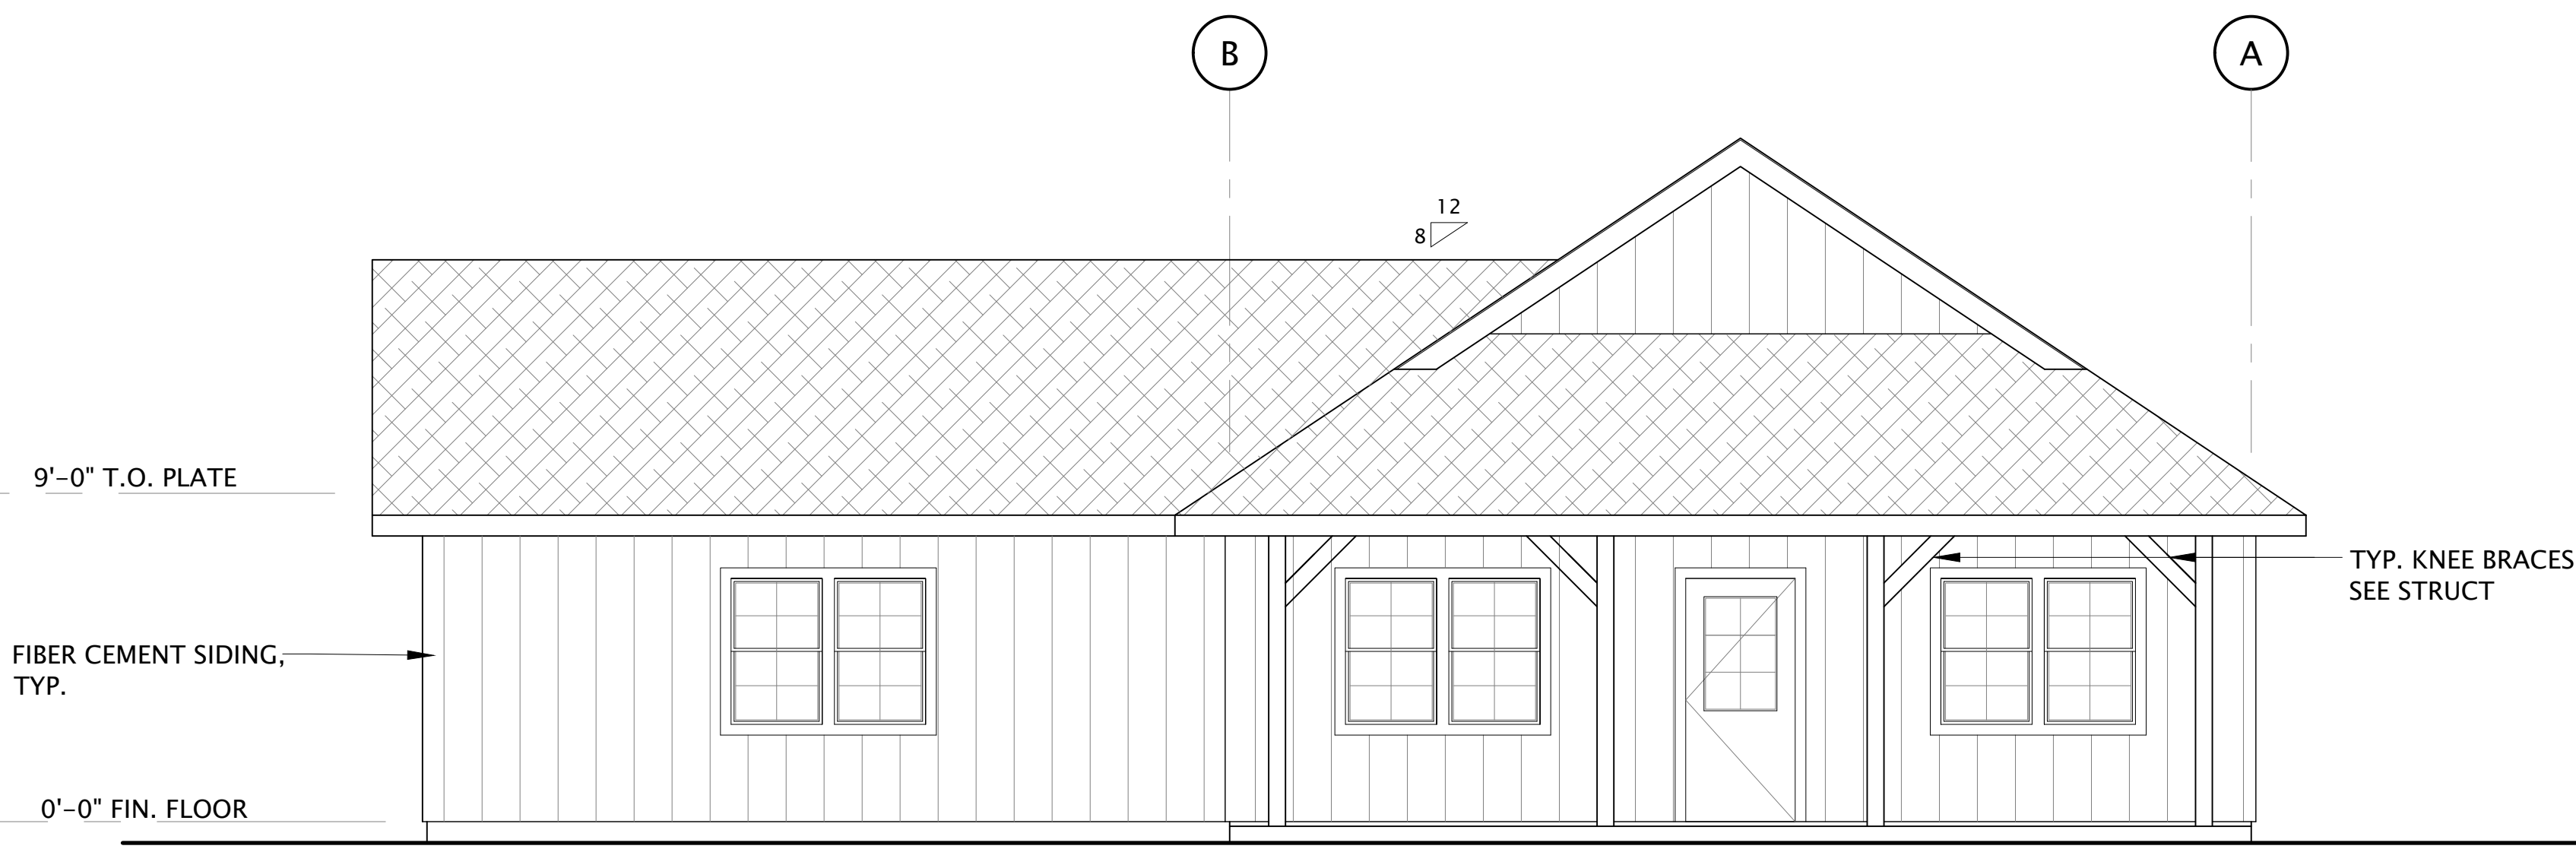 B
A
12
8
9'-0" T.O. PLATE
TYP. KNEE BRACES
SEE STRUCT
FIBER CEMENT SIDING,
TYP.
0'-0" FIN. FLOOR